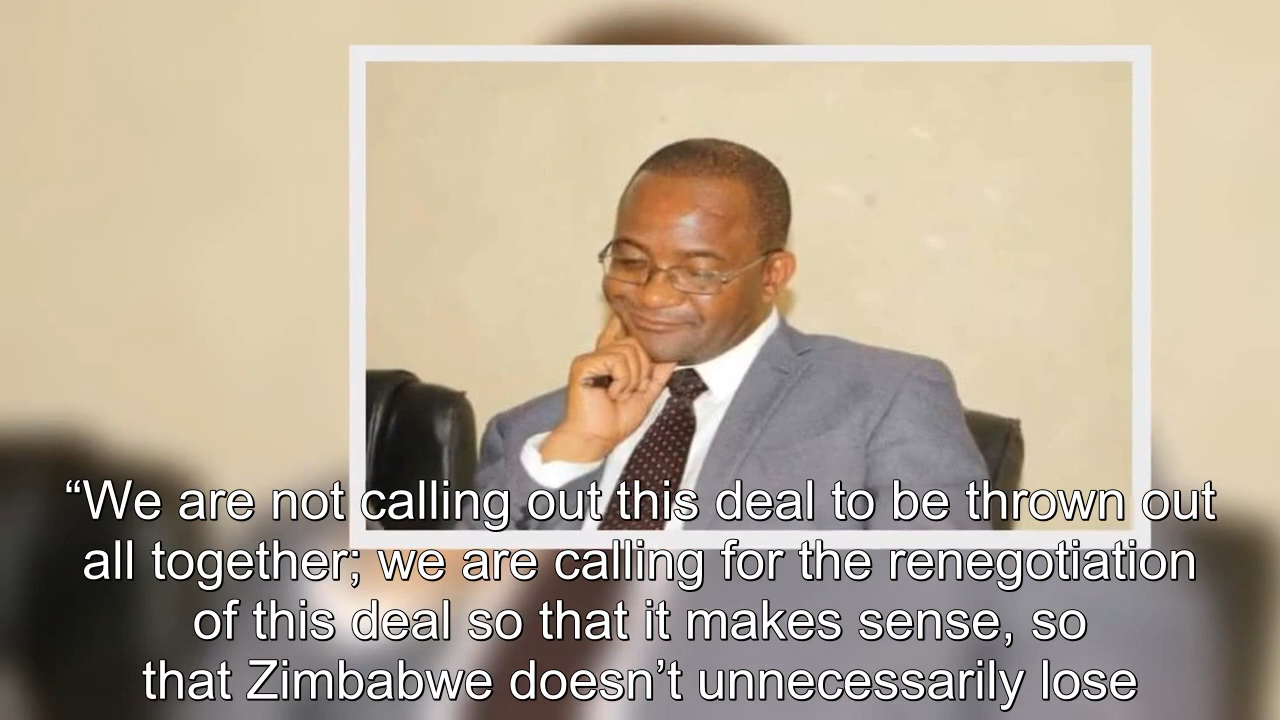 “We are not calling out this deal to be thrown out
all together; we are calling for the renegotiation
of this deal so that it makes sense, so
that Zimbabwe doesn’t unnecessarily lose